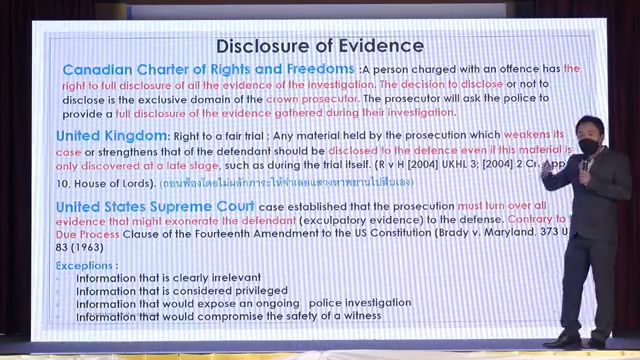 Disclosure of Evidence
Canadian Charter of Rights and Freedoms :A person charged with an offence has the
right to full disclosure of all the evidence of the investigation. The decision to disclose or not to
disclose is the exclusive domain of the crown prosecutor. The prosecutor will ask the police to
provide a full disclosure of the evidence gathered during their investigation.
United Kingdom: Right to a fair trial ; Any material held by the prosecution which weakens its
case or strengthens that of the defendant should be disclosed to the defence even if this material is
only discovered at a late stage, such as during the trial itself. (R v H [2004] UKHL 3; [2004] 2 Cr. App
10, House of Lords). (ถอนฟ้องโดยไม่ผลักภาระให้จำเลยแสวงหาพยานไปสืบเอง)
United States Supreme Court case established that the prosecution must turn over all
evidence that might exonerate the defendant (exculpatory evidence) to the defense. Contrary to
Due Process Clause of the Fourteenth Amendment to the US Constitution (Brady v. Maryland, 373 U
83 (1963)
Exceptions :
Information that is clearly irrelevant
Information that is considered privileged
Information that would expose an ongoing police investigation
Information that would compromise the safety of a witness